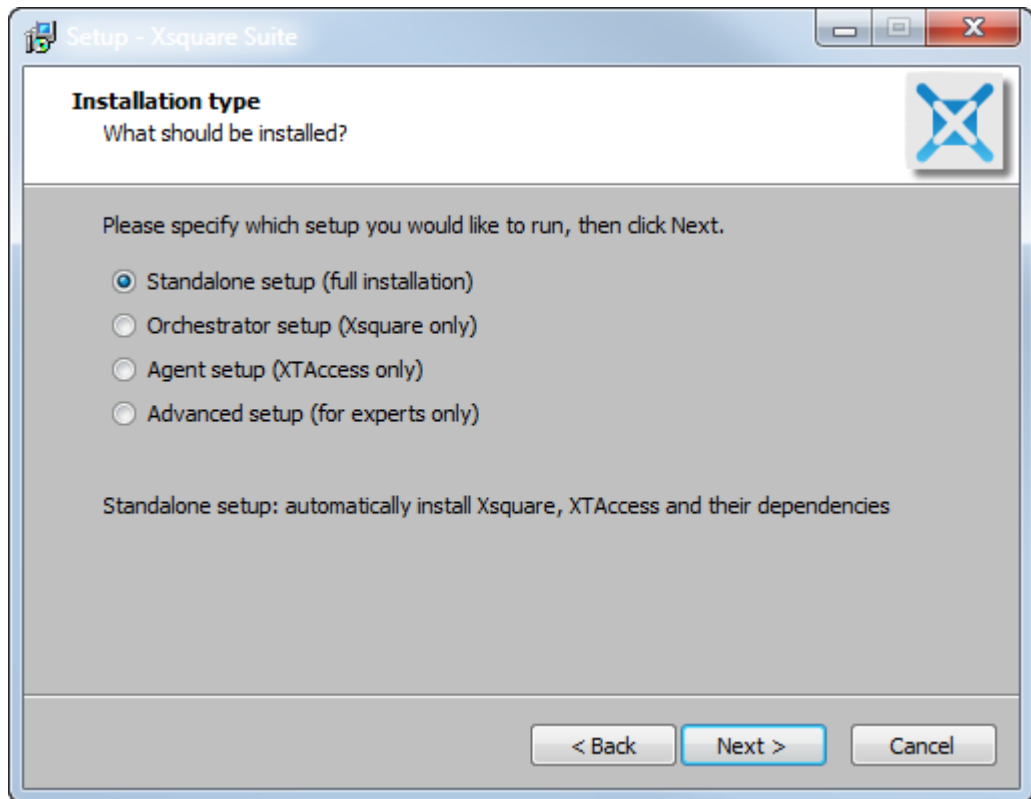 Setup - Xsquare Suite
Installation type
What should be installed?
Please specify which setup you would like to run, then click Next.
Standalone setup (full installation)
Orchestrator setup (Xsquare only)
Agent setup (XTAccess only)
Advanced setup (for experts only)
Standalone setup: automatically install Xsquare, XTAccess and their dependencies
< Back Next > Cancel